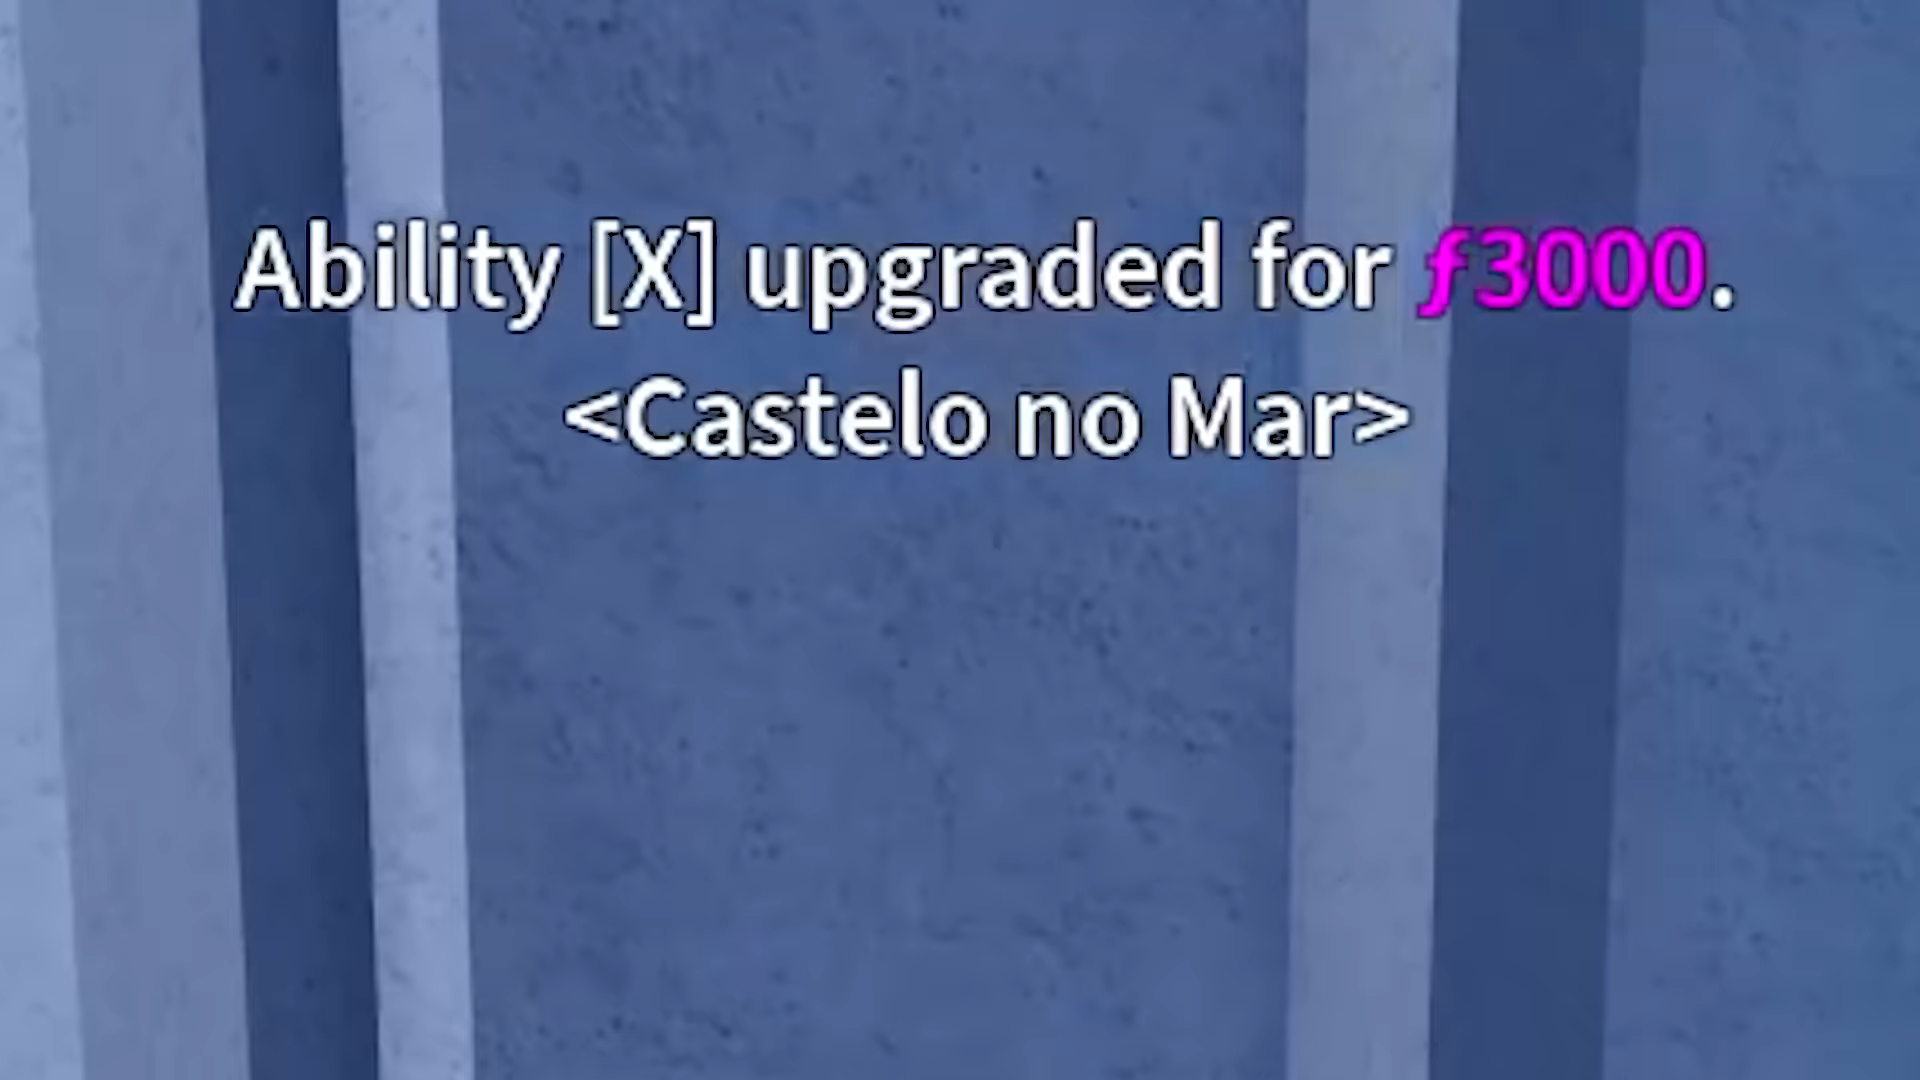 Ability [X] upgraded for ƒ3000.
<Castelo no Mar>